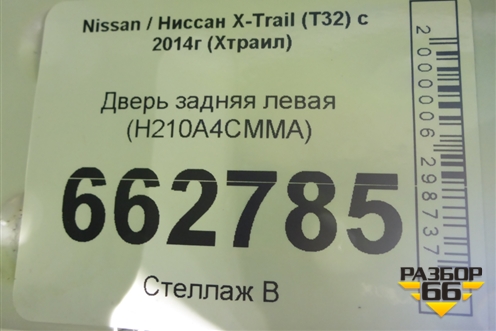 Nissan / Ниссан X-Trail (T32) с
2014г (Хтраил)
Дверь задняя левая
(H210A4CMMA)
662785
Стеллаж В
2000006298737
РАЗБОР
66